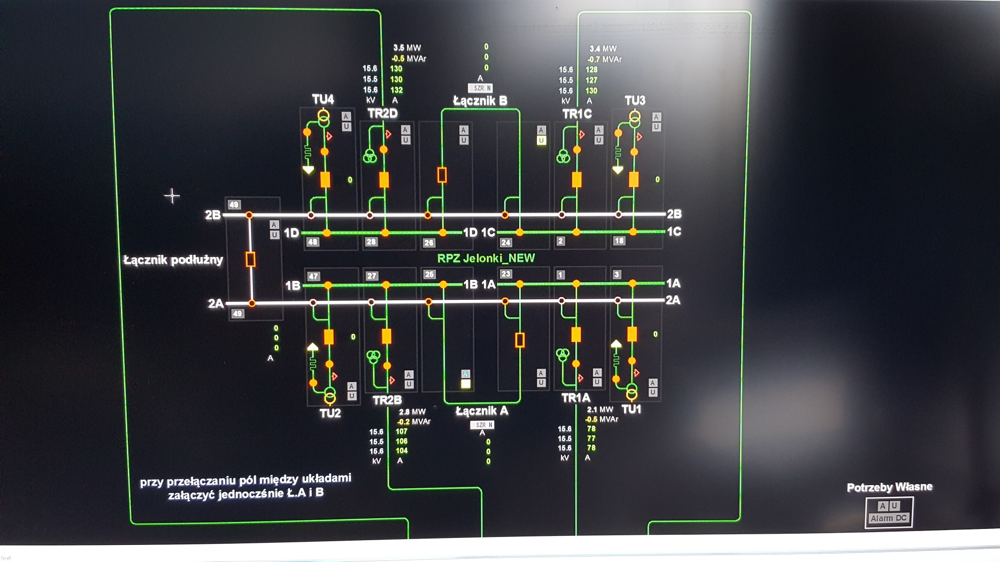 3.5 MW
-0.5 MVAr
15.6 130
15.5 130
15.6 132
kV A
0
0
0
A
SZR N
Łącznik B
3.4 MW
-0.7 MVAr
15.6 128
15.5 127
15.6 130
kV A
TU4
A
U
TR2D
A
U
A
U
A
U
TR1C
A
U
TU3
A
U
0
0
49
2B
2B
A
U
1D
1D 1C
1C
48
28
26
24
2
18
Łącznik podłużny
RPZ Jelonki_NEW
47
27
25
23
1
3
1B
1B 1A
1A
2A
2A
49
0
0
0
A
0
0
A
U
TU2
A
U
TR2B
A
A
U
A
U
TR1A
A
U
TU1
Łącznik A
SZR N
A
0
0
0
2.8 MW
-0.2 MVAr
15.6 107
15.5 106
15.6 104
kV A
2.1 MW
-0.5 MVAr
15.6 78
15.5 77
15.6 78
kV A
przy przełączaniu pól między układami
załączyć jednocześnie Ł.A i B
Potrzeby Własne
A U
Alarm DC
text